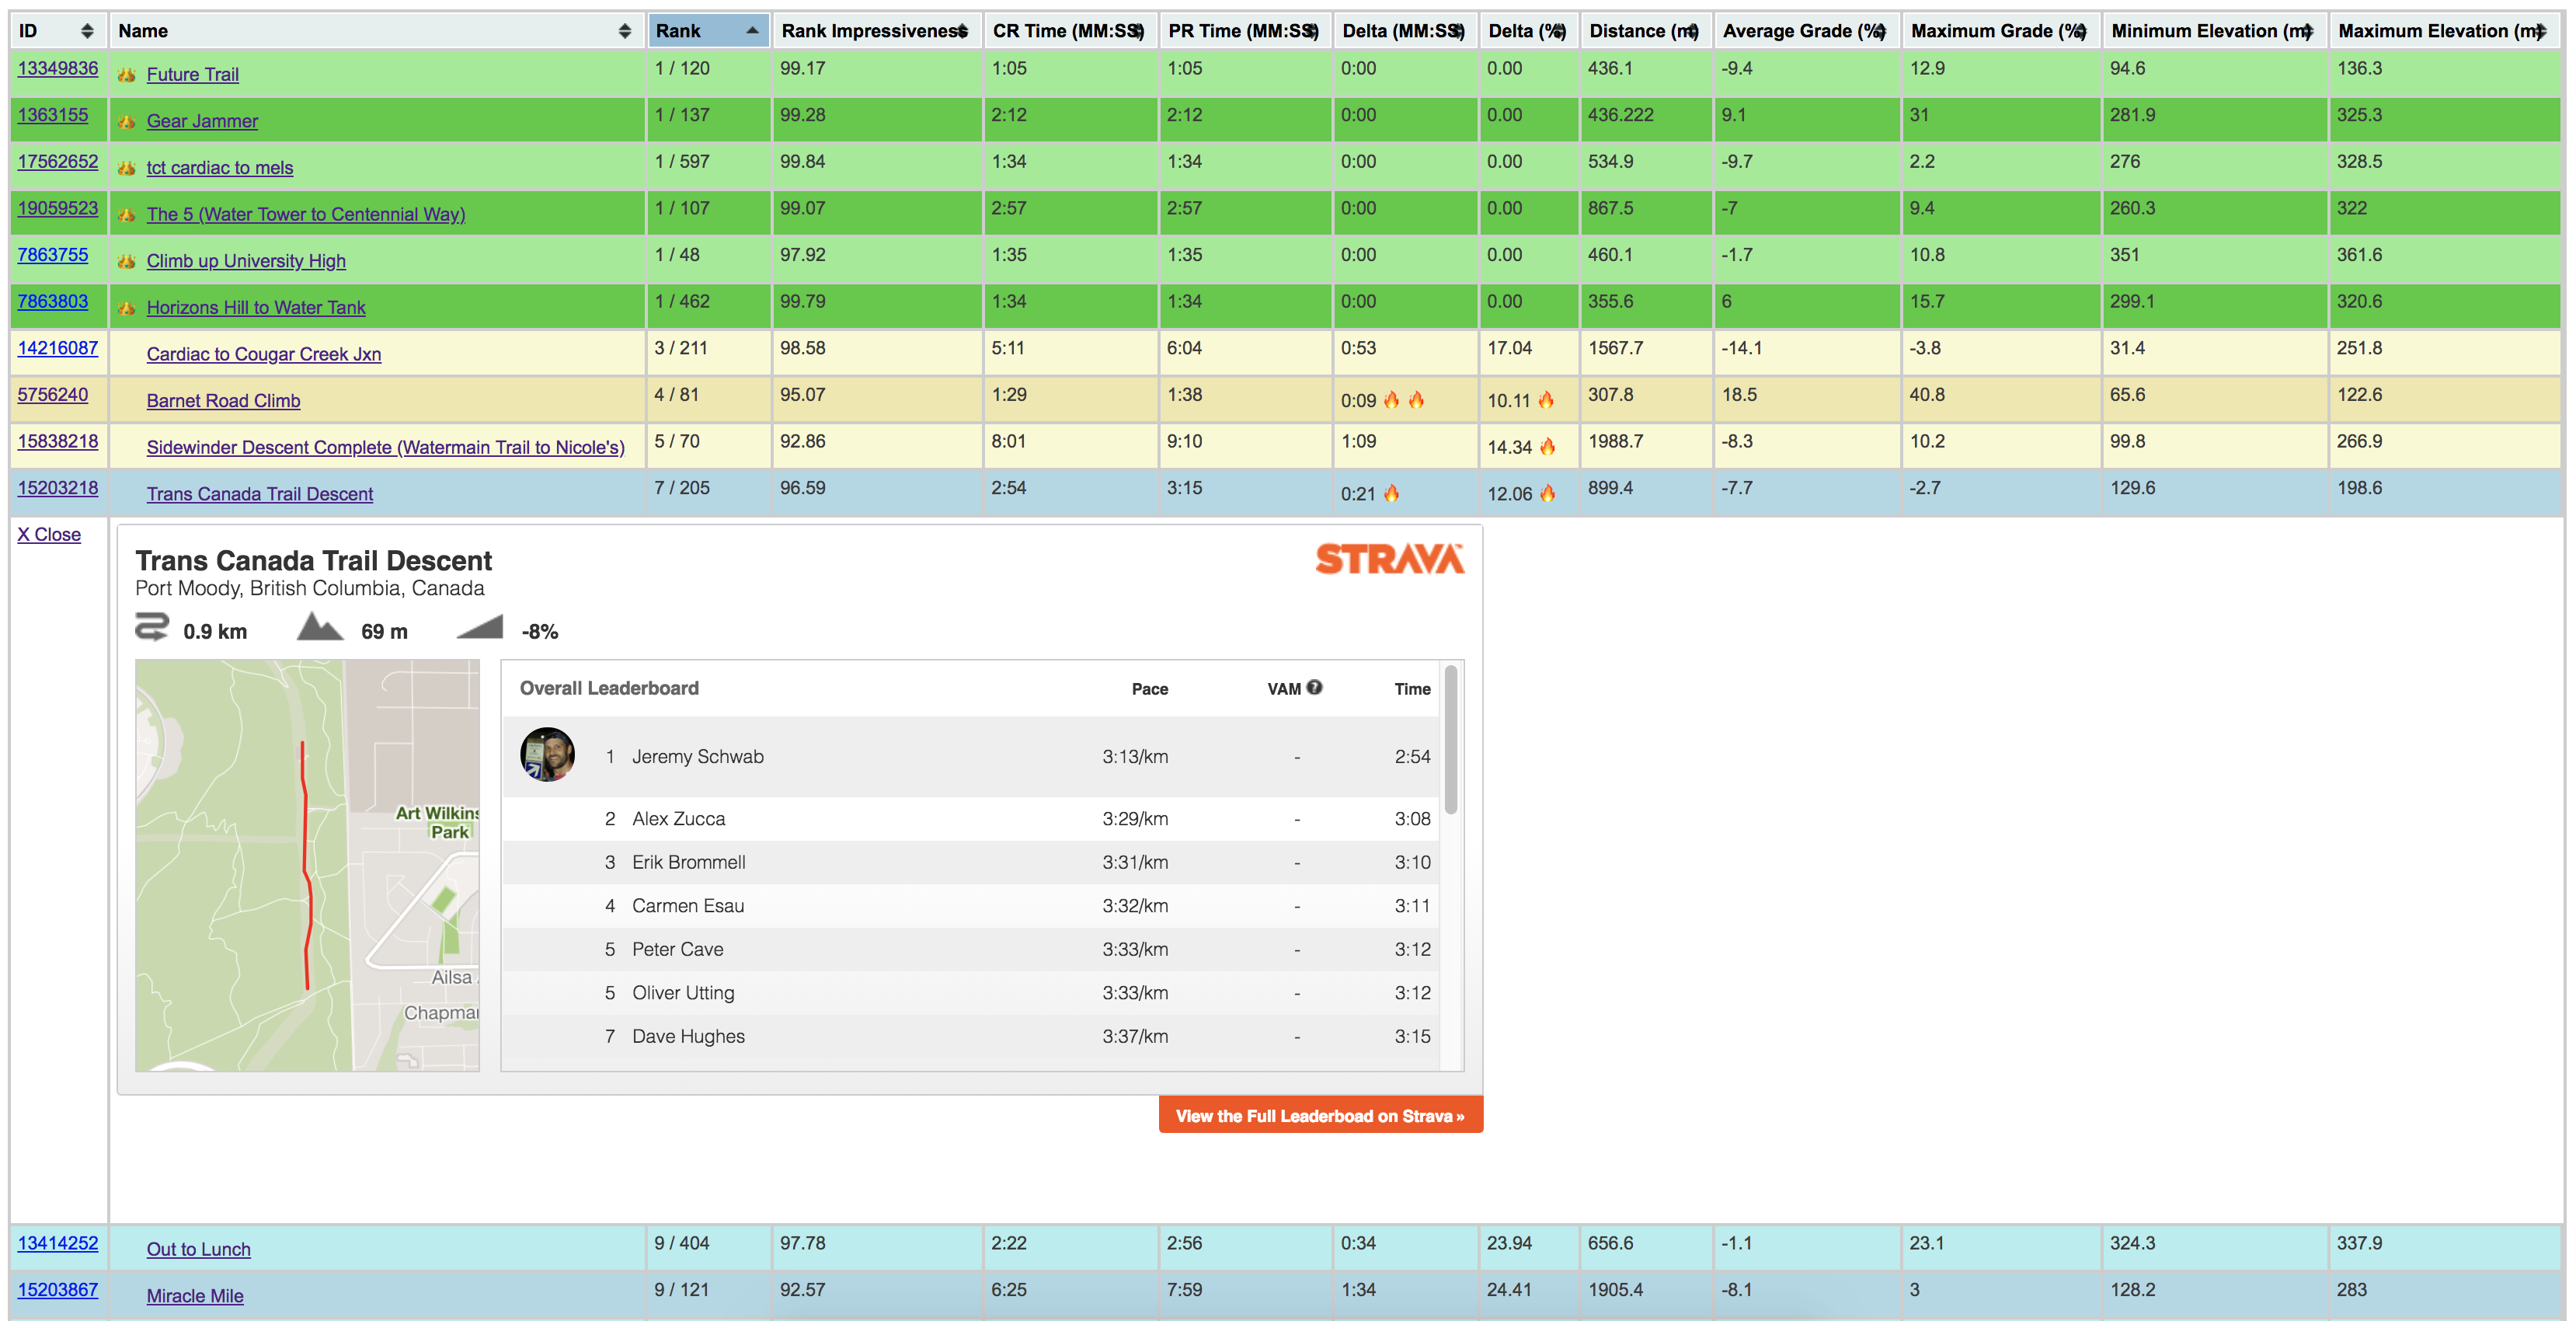 ID Name Rank Rank Impressiveness CR Time (MM:SS) PR Time (MM:SS) Delta (MM:SS) Delta (%) Distance (m) Average Grade (%) Maximum Grade (%) Minimum Elevation (m) Maximum Elevation (m)
13349836 Future Trail 1 / 120 99.17 1:05 1:05 0:00 0.00 436.1 -9.4 12.9 94.6 136.3
1363155 Gear Jammer 1 / 137 99.28 2:12 2:12 0:00 0.00 436.222 9.1 31 281.9 325.3
17562652 tct cardiac to mels 1 / 597 99.84 1:34 1:34 0:00 0.00 534.9 -9.7 2.2 276 328.5
19059523 The 5 (Water Tower to Centennial Way) 1 / 107 99.07 2:57 2:57 0:00 0.00 867.5 -7 9.4 260.3 322
7863755 Climb up University High 1 / 48 97.92 1:35 1:35 0:00 0.00 460.1 -1.7 10.8 351 361.6
7863803 Horizons Hill to Water Tank 1 / 462 99.79 1:34 1:34 0:00 0.00 355.6 6 15.7 299.1 320.6
14216087 Cardiac to Cougar Creek Jxn 3 / 211 98.58 5:11 6:04 0:53 17.04 1567.7 -14.1 -3.8 31.4 251.8
5756240 Barnet Road Climb 4 / 81 95.07 1:29 1:38 0:09 🔥 🔥 10.11 🔥 307.8 18.5 40.8 65.6 122.6
15838218 Sidewinder Descent Complete (Watermain Trail to Nicole's) 5 / 70 92.86 8:01 9:10 1:09 14.34 🔥 1988.7 -8.3 10.2 99.8 266.9
15203218 Trans Canada Trail Descent 7 / 205 96.59 2:54 3:15 0:21 🔥 12.06 🔥 899.4 -7.7 -2.7 129.6 198.6
X Close
Trans Canada Trail Descent STRAVA
Port Moody, British Columbia, Canada
0.9 km 69 m -8%
Art Wilkins
Park
Ailsa
Chapma
Overall Leaderboard Pace VAM ? Time
1 Jeremy Schwab 3:13/km - 2:54
2 Alex Zucca 3:29/km - 3:08
3 Erik Brommell 3:31/km - 3:10
4 Carmen Esau 3:32/km - 3:11
5 Peter Cave 3:33/km - 3:12
5 Oliver Utting 3:33/km - 3:12
7 Dave Hughes 3:37/km - 3:15
View the Full Leaderboad on Strava »
13414252 Out to Lunch 9 / 404 97.78 2:22 2:56 0:34 23.94 656.6 -1.1 23.1 324.3 337.9
15203867 Miracle Mile 9 / 121 92.57 6:25 7:59 1:34 24.41 1905.4 -8.1 3 128.2 283